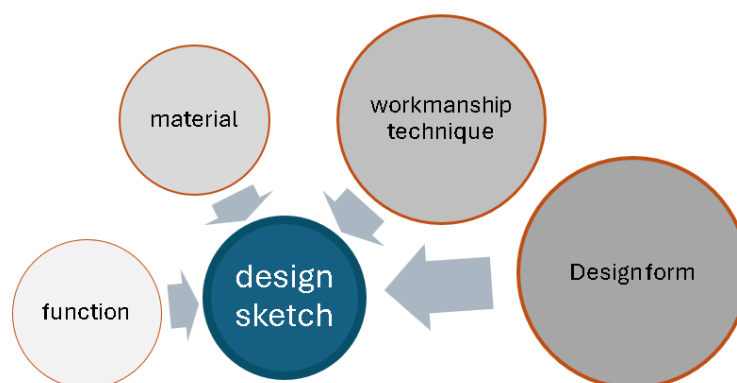 material
workmanship
technique
function
design
sketch
Designform